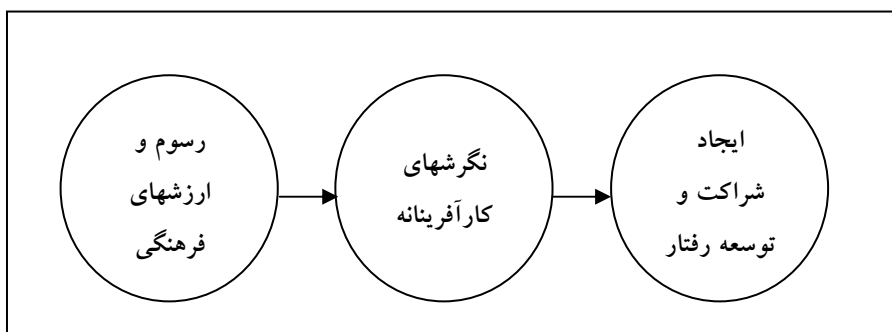 رسوم و
ارزشهای
فرهنگی
نگرشهای
کارآفرینانه
ایجاد
شراکت و
توسعه رفتار